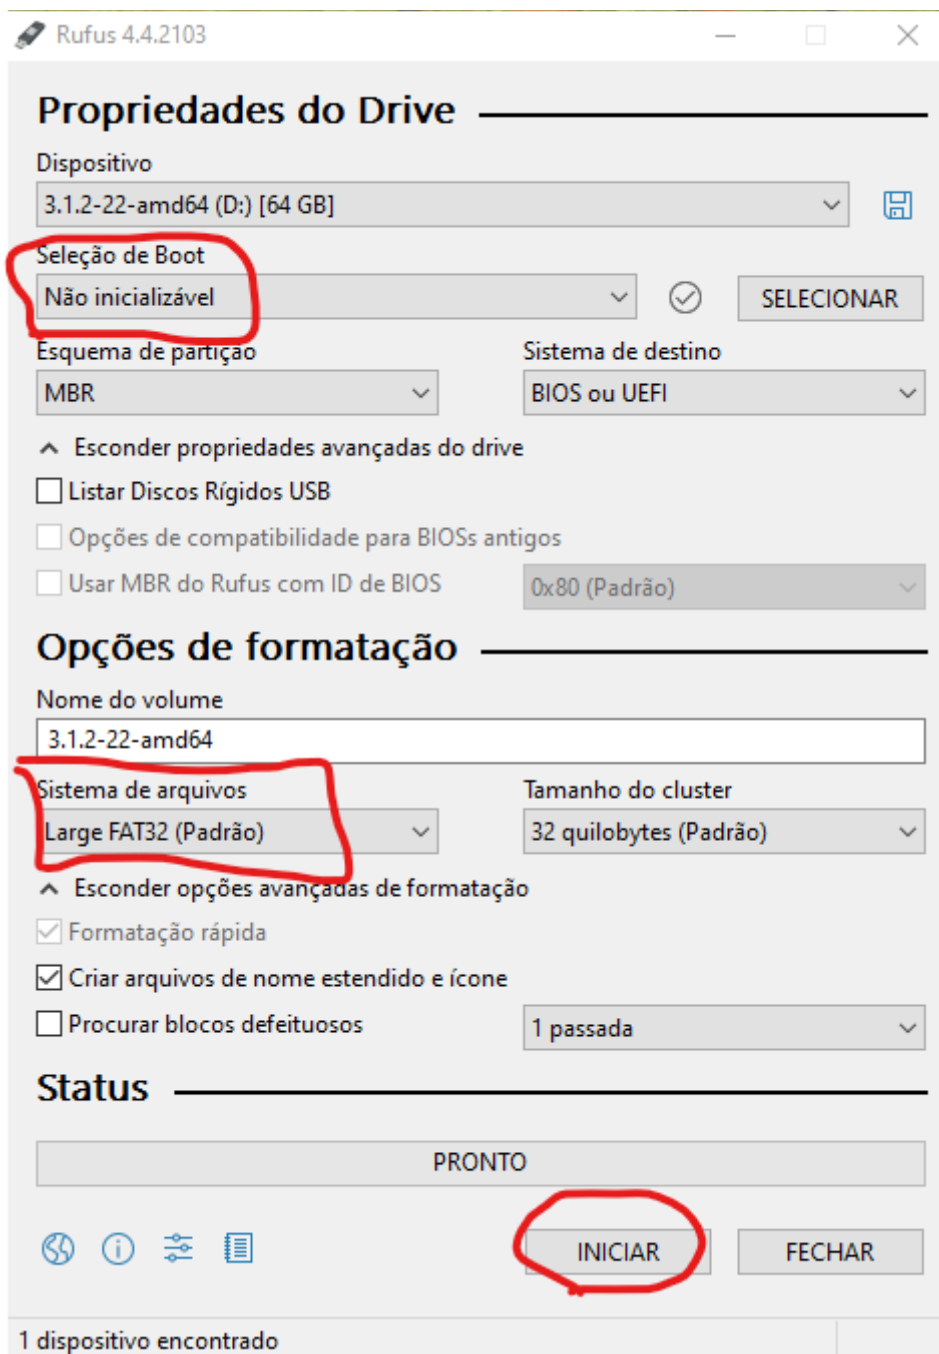 Rufus 4.4.2103
Propriedades do Drive
Dispositivo
3.1.2-22-amd64 (D:) [64 GB]
Seleção de Boot
Não inicializável
SELECIONAR
Esquema de partição
Sistema de destino
MBR
BIOS ou UEFI
Esconder propriedades avançadas do drive
Listar Discos Rígidos USB
Opções de compatibilidade para BIOSs antigos
Usar MBR do Rufus com ID de BIOS
0x80 (Padrão)
Opções de formatação
Nome do volume
3.1.2-22-amd64
Sistema de arquivos
Tamanho do cluster
Large FAT32 (Padrão)
32 quilobytes (Padrão)
Esconder opções avançadas de formatação
Formatação rápida
Criar arquivos de nome estendido e ícone
Procurar blocos defeituosos
1 passada
Status
PRONTO
INICIAR
FECHAR
1 dispositivo encontrado